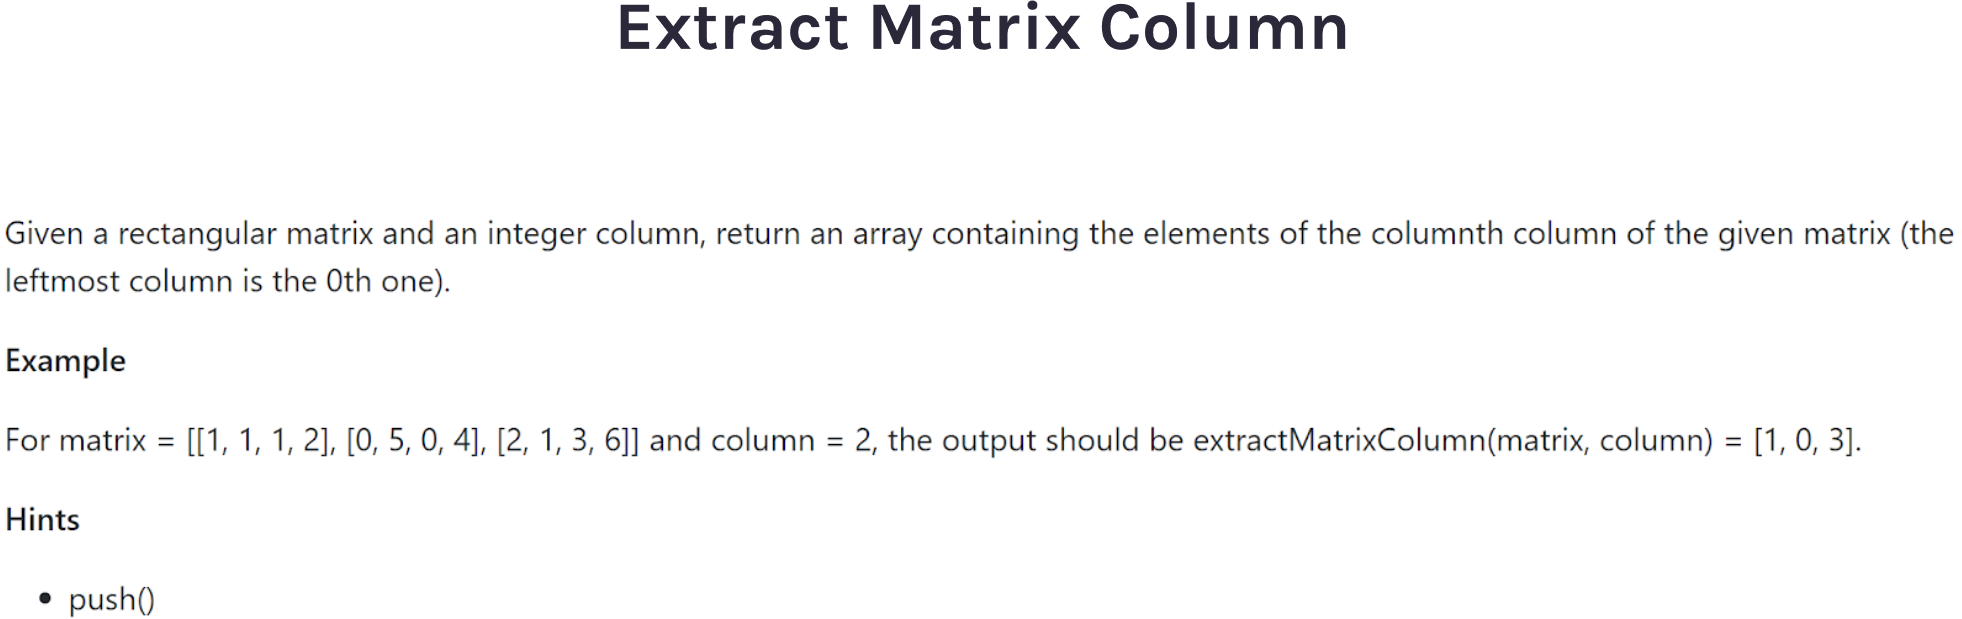 Extract Matrix Column
Given a rectangular matrix and an integer column, return an array containing the elements of the columnth column of the given matrix (the
leftmost column is the 0th one).
Example
For matrix = [[1, 1, 1, 2], [0, 5, 0, 4], [2, 1, 3, 6]] and column = 2, the output should be extractMatrixColumn(matrix, column) = [1, 0, 3].
Hints
• push()